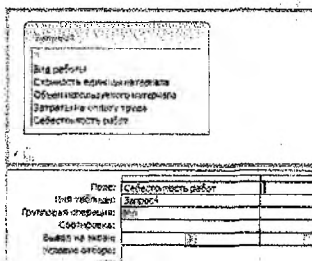 Запрос4
*
Вид работы
Стоимость единицы материала
Объем используемого материала
Затраты на оплату труда
Себестоимость работ
Поле: Себестоимость работ
Имя таблицы: Запрос4
Групповая операция:
Сортировка:
Вывод на экран:
Условие отбора: